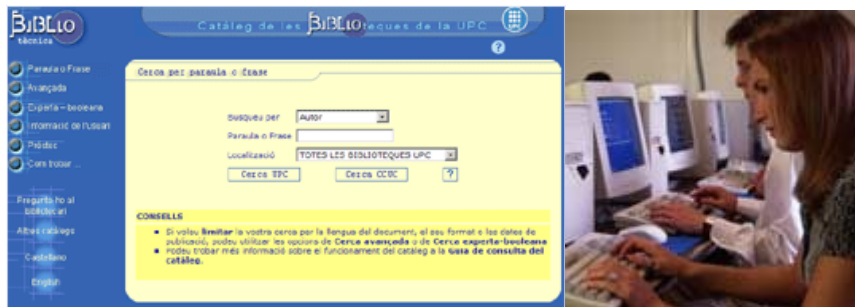 BiBLio
tècnica
Catàleg de les BiBLioteques de la UPC
?
Paraula o Frase
Avançada
Experta - booleana
Informació de l'usuari
Préstec
Com trobar ...
Pregunta-ho al
bibliotecari
Altres catàlegs
Castellano
English
Cerca per paraula o frase
Busqueu per
Autor
Paraula o Frase
Localització
TOTES LES BIBLIOTEQUES UPC
Cerca UPC
Cerca CCUC
?
CONSELLS
Si voleu limitar la vostra cerca per la llengua del document, el seu format o les dates de
publicació, podeu utilitzar les opcions de Cerca avançada o de Cerca experta-booleana
Podeu trobar més informació sobre el funcionament del catàleg a la Guia de consulta del
catàleg.